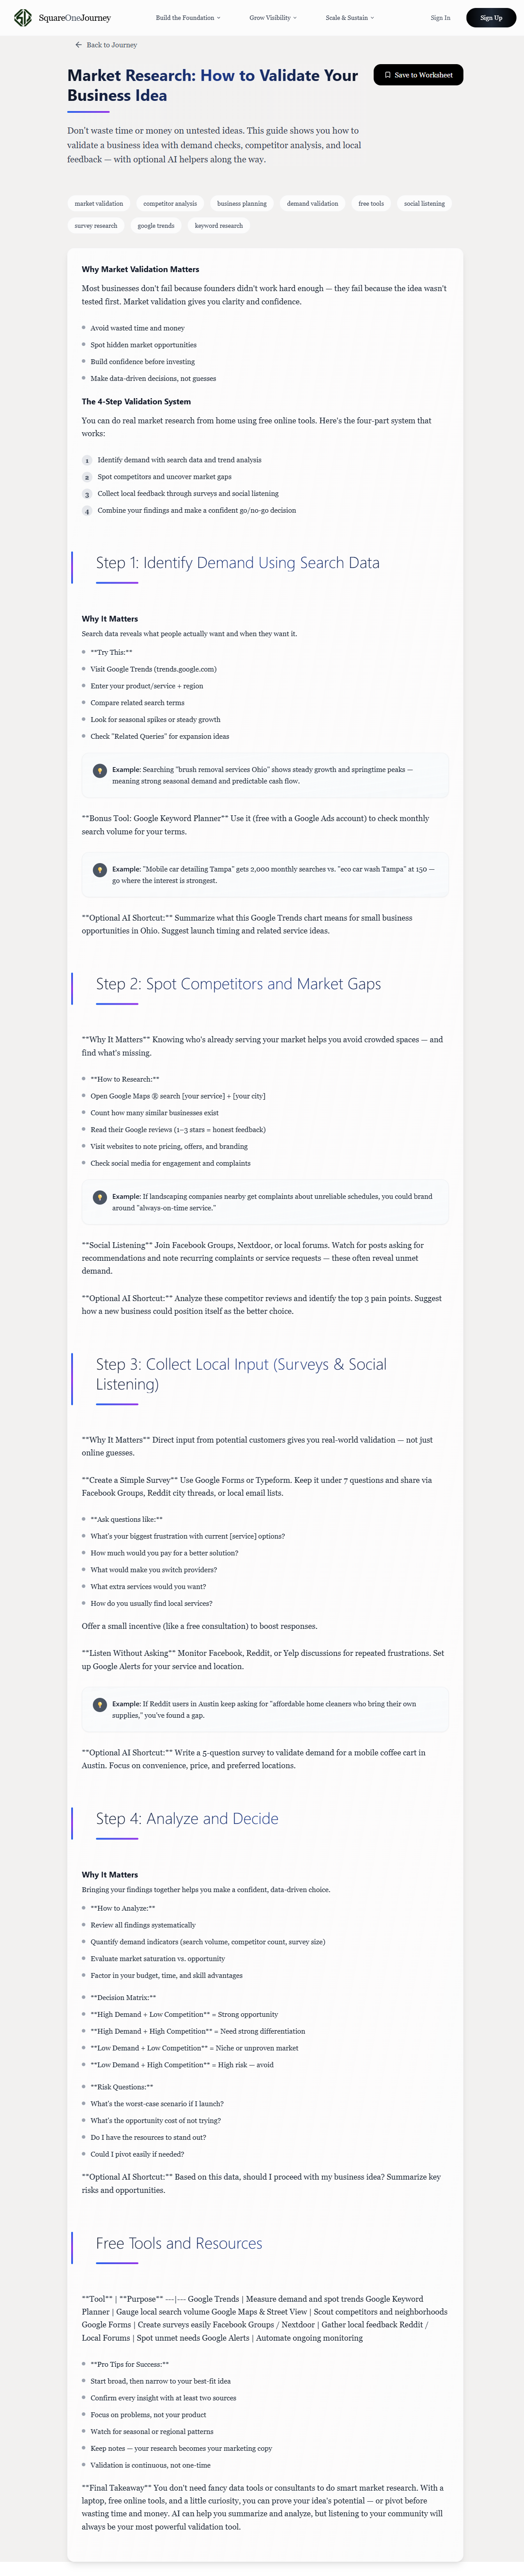 SquareOneJourney
Build the Foundation
Grow Visibility
Scale & Sustain
Sign In
Sign Up
Back to Journey
Market Research: How to Validate Your
Business Idea
Save to Worksheet
Don't waste time or money on untested ideas. This guide shows you how to
validate a business idea with demand checks, competitor analysis, and local
feedback — with optional AI helpers along the way.
market validation
competitor analysis
business planning
demand validation
free tools
social listening
survey research
google trends
keyword research
Why Market Validation Matters
Most businesses don't fail because founders didn't work hard enough — they fail because the idea wasn't
tested first. Market validation gives you clarity and confidence.
Avoid wasted time and money
Spot hidden market opportunities
Build confidence before investing
Make data-driven decisions, not guesses
The 4-Step Validation System
You can do real market research from home using free online tools. Here's the four-part system that
works:
1 Identify demand with search data and trend analysis
2 Spot competitors and uncover market gaps
3 Collect local feedback through surveys and social listening
4 Combine your findings and make a confident go/no-go decision
Step 1: Identify Demand Using Search Data
Why It Matters
Search data reveals what people actually want and when they want it.
**Try This:**
Visit Google Trends (trends.google.com)
Enter your product/service + region
Compare related search terms
Look for seasonal spikes or steady growth
Check "Related Queries" for expansion ideas
Example: Searching "brush removal services Ohio" shows steady growth and springtime peaks —
meaning strong seasonal demand and predictable cash flow.
**Bonus Tool: Google Keyword Planner** Use it (free with a Google Ads account) to check monthly
search volume for your terms.
Example: "Mobile car detailing Tampa" gets 2,000 monthly searches vs. "eco car wash Tampa" at 150 —
go where the interest is strongest.
**Optional AI Shortcut:** Summarize what this Google Trends chart means for small business
opportunities in Ohio. Suggest launch timing and related service ideas.
Step 2: Spot Competitors and Market Gaps
**Why It Matters** Knowing who's already serving your market helps you avoid crowded spaces — and
find what's missing.
**How to Research:**
Open Google Maps search [your service] + [your city]
Count how many similar businesses exist
Read their Google reviews (1–3 stars = honest feedback)
Visit websites to note pricing, offers, and branding
Check social media for engagement and complaints
Example: If landscaping companies nearby get complaints about unreliable schedules, you could brand
around "always-on-time service."
**Social Listening** Join Facebook Groups, Nextdoor, or local forums. Watch for posts asking for
recommendations and note recurring complaints or service requests — these often reveal unmet
demand.
**Optional AI Shortcut:** Analyze these competitor reviews and identify the top 3 pain points. Suggest
how a new business could position itself as the better choice.
Step 3: Collect Local Input (Surveys & Social
Listening)
**Why It Matters** Direct input from potential customers gives you real-world validation — not just
online guesses.
**Create a Simple Survey** Use Google Forms or Typeform. Keep it under 7 questions and share via
Facebook Groups, Reddit city threads, or local email lists.
**Ask questions like:**
What's your biggest frustration with current [service] options?
How much would you pay for a better solution?
What would make you switch providers?
What extra services would you want?
How do you usually find local services?
Offer a small incentive (like a free consultation) to boost responses.
**Listen Without Asking** Monitor Facebook, Reddit, or Yelp discussions for repeated frustrations. Set
up Google Alerts for your service and location.
Example: If Reddit users in Austin keep asking for "affordable home cleaners who bring their own
supplies," you've found a gap.
**Optional AI Shortcut:** Write a 5-question survey to validate demand for a mobile coffee cart in
Austin. Focus on convenience, price, and preferred locations.
Step 4: Analyze and Decide
Why It Matters
Bringing your findings together helps you make a confident, data-driven choice.
**How to Analyze:**
Review all findings systematically
Quantify demand indicators (search volume, competitor count, survey size)
Evaluate market saturation vs. opportunity
Factor in your budget, time, and skill advantages
**Decision Matrix:**
**High Demand + Low Competition** = Strong opportunity
**High Demand + High Competition** = Need strong differentiation
**Low Demand + Low Competition** = Niche or unproven market
**Low Demand + High Competition** = High risk — avoid
**Risk Questions:**
What's the worst-case scenario if I launch?
What's the opportunity cost of not trying?
Do I have the resources to stand out?
Could I pivot easily if needed?
**Optional AI Shortcut:** Based on this data, should I proceed with my business idea? Summarize key
risks and opportunities.
Free Tools and Resources
**Tool** | **Purpose** ---|--- Google Trends | Measure demand and spot trends Google Keyword
Planner | Gauge local search volume Google Maps & Street View | Scout competitors and neighborhoods
Google Forms | Create surveys easily Facebook Groups / Nextdoor | Gather local feedback Reddit /
Local Forums | Spot unmet needs Google Alerts | Automate ongoing monitoring
**Pro Tips for Success:**
Start broad, then narrow to your best-fit idea
Confirm every insight with at least two sources
Focus on problems, not your product
Watch for seasonal or regional patterns
Keep notes — your research becomes your marketing copy
Validation is continuous, not one-time
**Final Takeaway** You don't need fancy data tools or consultants to do smart market research. With a
laptop, free online tools, and a little curiosity, you can prove your idea's potential — or pivot before
wasting time and money. AI can help you summarize and analyze, but listening to your community will
always be your most powerful validation tool.